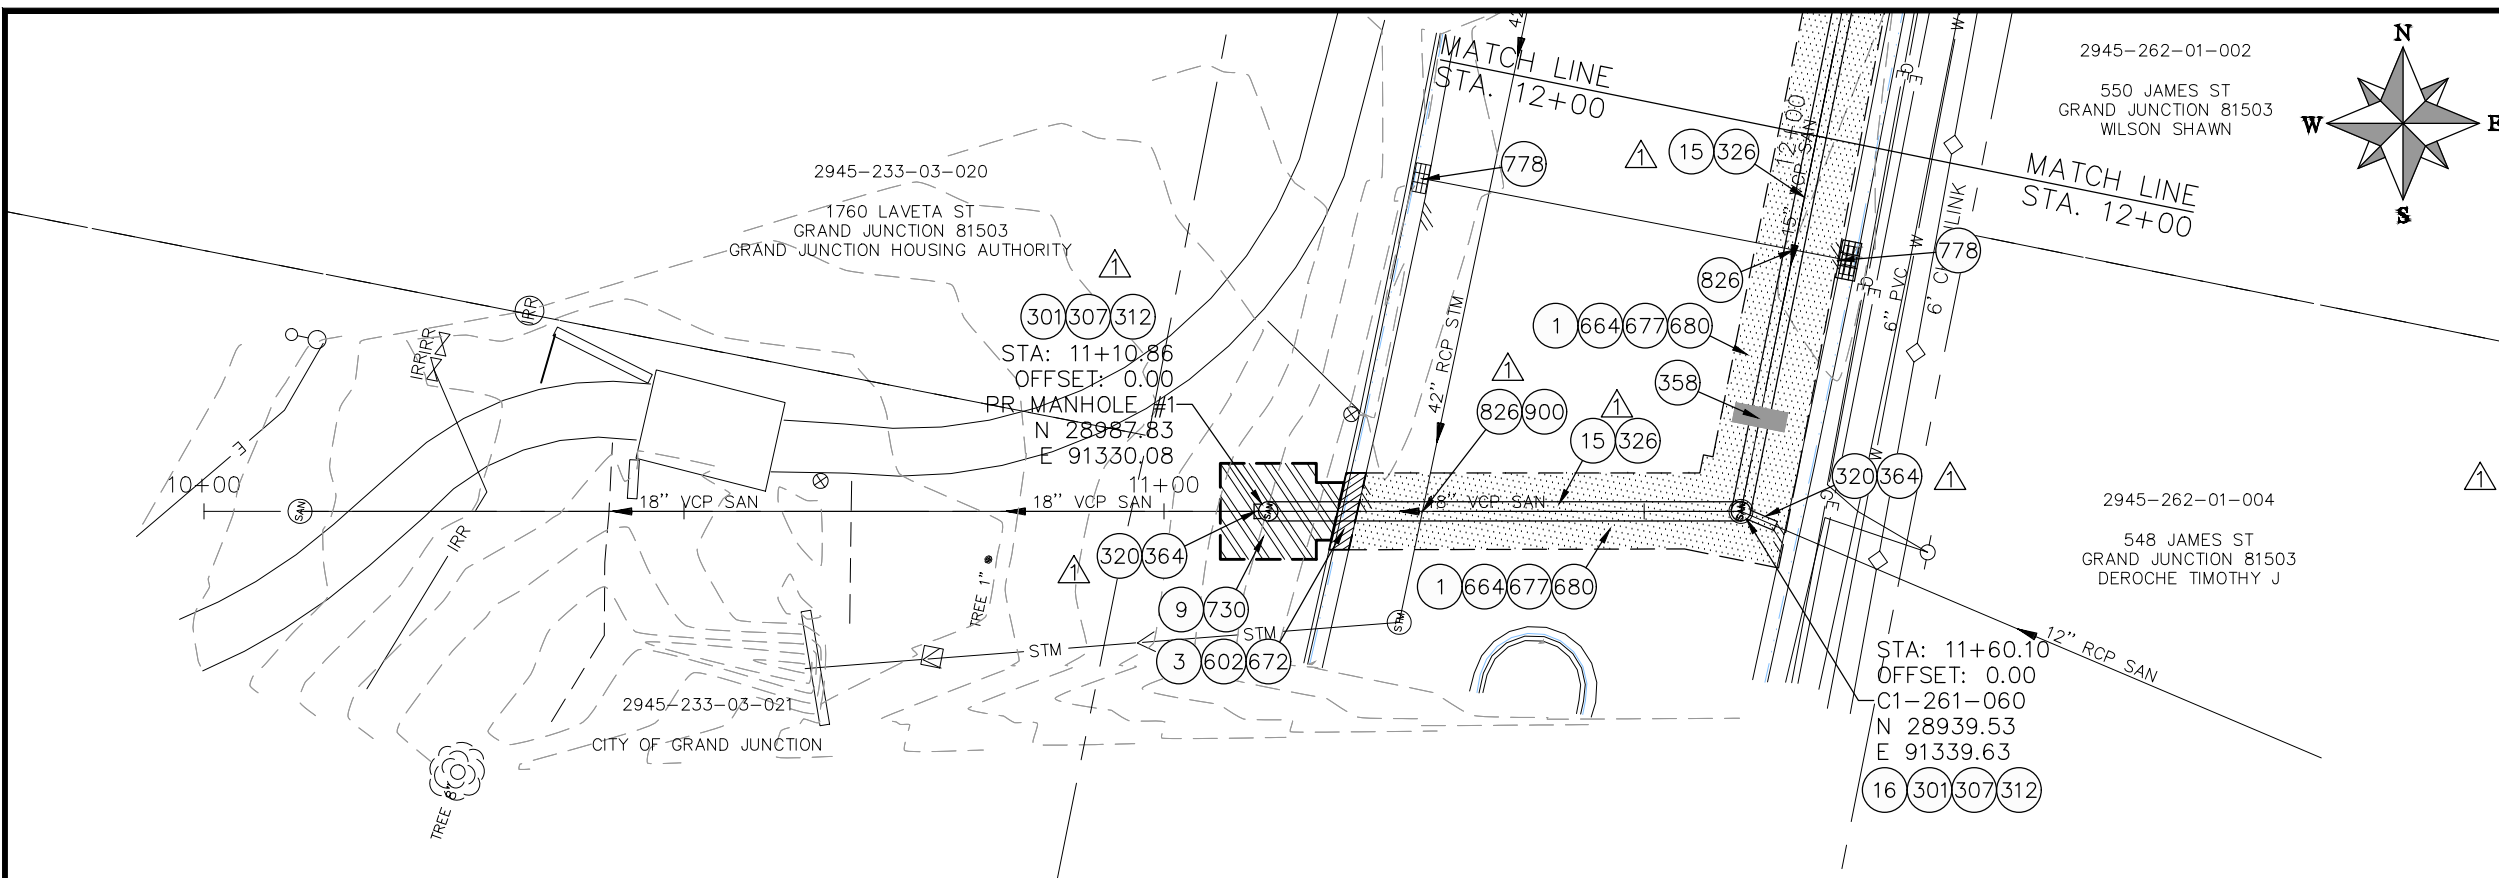 N
W
E
S
2945-262-01-002
550 JAMES ST
GRAND JUNCTION 81503
WILSON SHAWN
MATCH LINE
STA. 12+00
MATCH LINE
STA. 12+00
12+00
15" VCP SAN
1
15 326
778
778
826
6" PVC
W
W
W
W
E
E
E
E
42" RCP STM
2945-233-03-020
1760 LAVETA ST
GRAND JUNCTION 81503
GRAND JUNCTION HOUSING AUTHORITY
1
301 307 312
STA: 11+10.86
OFFSET: 0.00
PR MANHOLE #1
N 28987.83
E 91330.08
IRR
IRR
IRR
IRR
E
1 664 677 680
358
1
826 900
1
15 326
320 364
1
1
2945-262-01-004
548 JAMES ST
GRAND JUNCTION 81503
DEROCHE TIMOTHY J
10+00
11+00
SAN
18" VCP SAN
18" VCP SAN
18" VCP SAN
SAN
320 364
1
9 730
3 602 672
1 664 677 680
TREE 1"
STM
STM
STM
12" RCP SAN
STA: 11+60.10
OFFSET: 0.00
C1-261-060
N 28939.53
E 91339.63
16 301 307 312
2945-233-03-021
CITY OF GRAND JUNCTION
TREE 8"